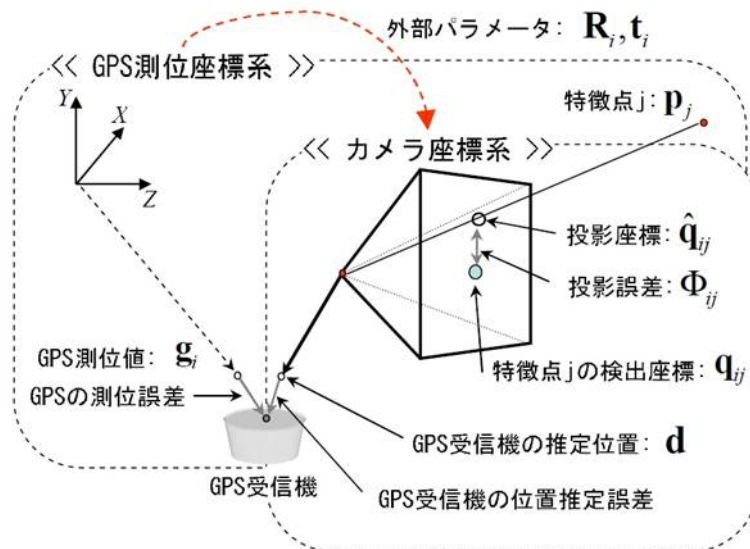 外部パラメータ: R_i, t_i
<< GPS測位座標系 >>
Y
X
Z
特徴点j: p_j
<< カメラ座標系 >>
投影座標: q̂_ij
投影誤差: Φ_ij
GPS測位値: g_i
GPSの測位誤差
特徴点jの検出座標: q_ij
GPS受信機の推定位置: d
GPS受信機
GPS受信機の位置推定誤差